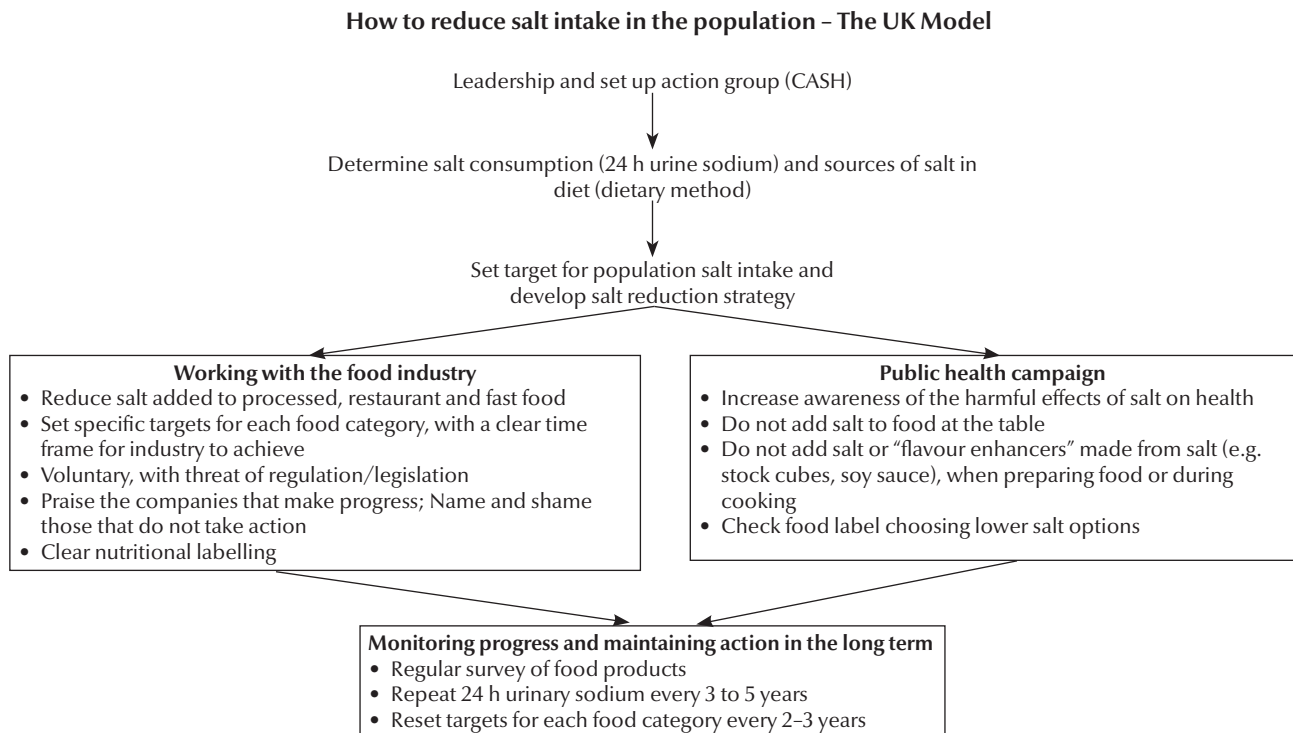 How to reduce salt intake in the population – The UK Model
Leadership and set up action group (CASH)
Determine salt consumption (24 h urine sodium) and sources of salt in
diet (dietary method)
Set target for population salt intake and
develop salt reduction strategy
Working with the food industry
• Reduce salt added to processed, restaurant and fast food
• Set specific targets for each food category, with a clear time
frame for industry to achieve
• Voluntary, with threat of regulation/legislation
• Praise the companies that make progress; Name and shame
those that do not take action
• Clear nutritional labelling
Public health campaign
• Increase awareness of the harmful effects of salt on health
• Do not add salt to food at the table
• Do not add salt or “flavour enhancers” made from salt (e.g.
stock cubes, soy sauce), when preparing food or during
cooking
• Check food label choosing lower salt options
Monitoring progress and maintaining action in the long term
• Regular survey of food products
• Repeat 24 h urinary sodium every 3 to 5 years
• Reset targets for each food category every 2–3 years